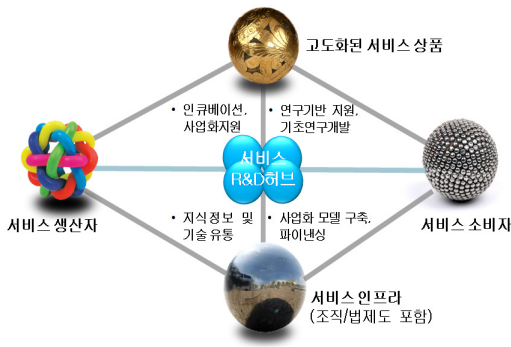 고도화된 서비스 상품
• 인큐베이션,
사업화지원
• 연구기반 지원,
기초연구개발
서비스
R&D허브
서비스 생산자
서비스 소비자
• 지식정보 및
기술 유통
• 사업화 모델 구축,
파이낸싱
서비스 인프라
(조직/법제도 포함)